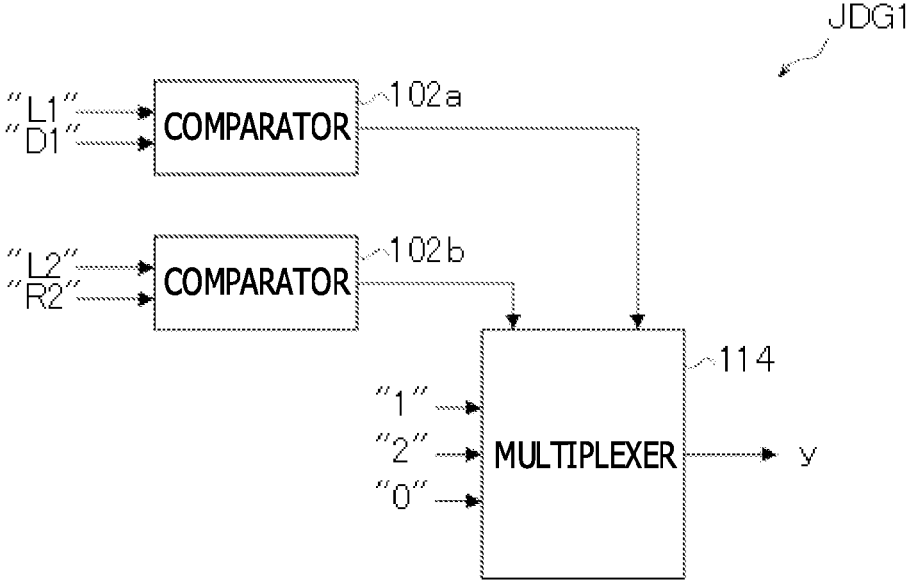 JDG1
"L1"
"D1"
COMPARATOR
102a
"L2"
"R2"
COMPARATOR
102b
114
"1"
"2"
"0"
MULTIPLEXER
y